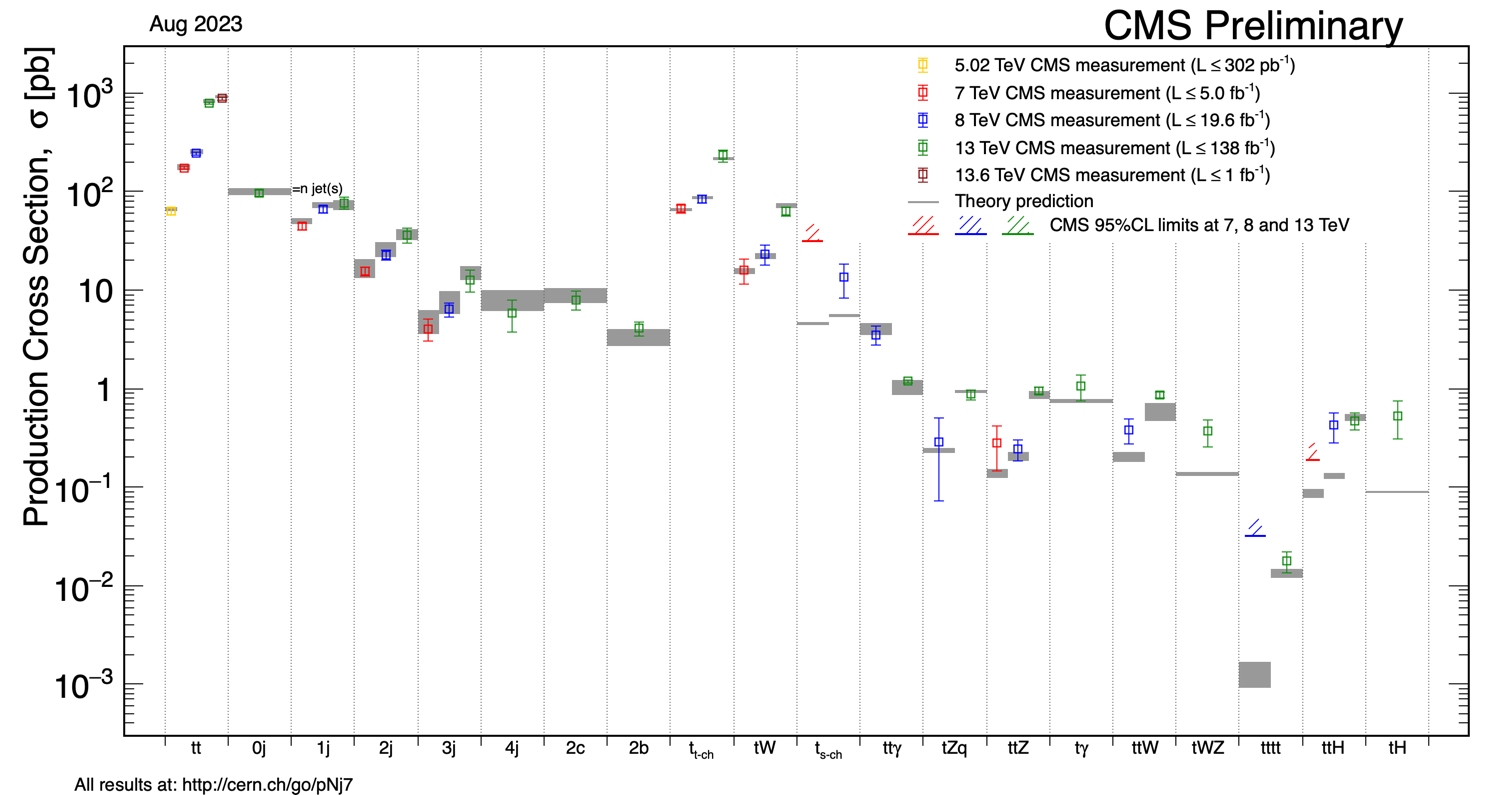 Aug 2023
CMS Preliminary
Production Cross Section, σ [pb]
10³
10²
10
1
10⁻¹
10⁻²
10⁻³
5.02 TeV CMS measurement (L ≤ 302 pb⁻¹)
7 TeV CMS measurement (L ≤ 5.0 fb⁻¹)
8 TeV CMS measurement (L ≤ 19.6 fb⁻¹)
13 TeV CMS measurement (L ≤ 138 fb⁻¹)
13.6 TeV CMS measurement (L ≤ 1 fb⁻¹)
Theory prediction
CMS 95%CL limits at 7, 8 and 13 TeV
=n jet(s)
tt 0j 1j 2j 3j 4j 2c 2b t_t-ch tW t_s-ch ttγ tZq ttZ tγ ttW tWZ tttt ttH tH
All results at: http://cern.ch/go/pNj7